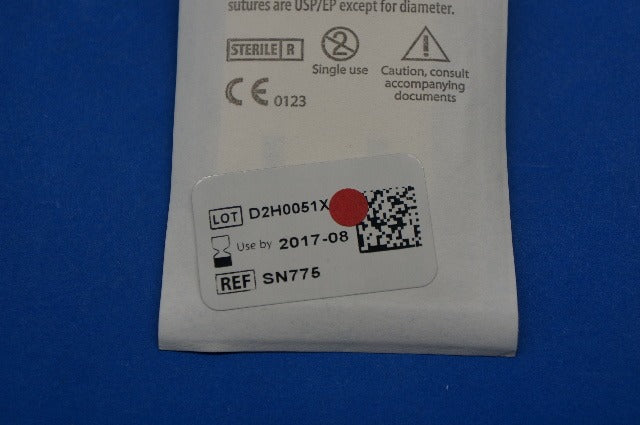 sutures are USP/EP except for diameter.
STERILE R
2
Single use
Caution, consult
accompanying
documents
CE 0123
LOT D2H0051X
Use by 2017-08
REF SN775